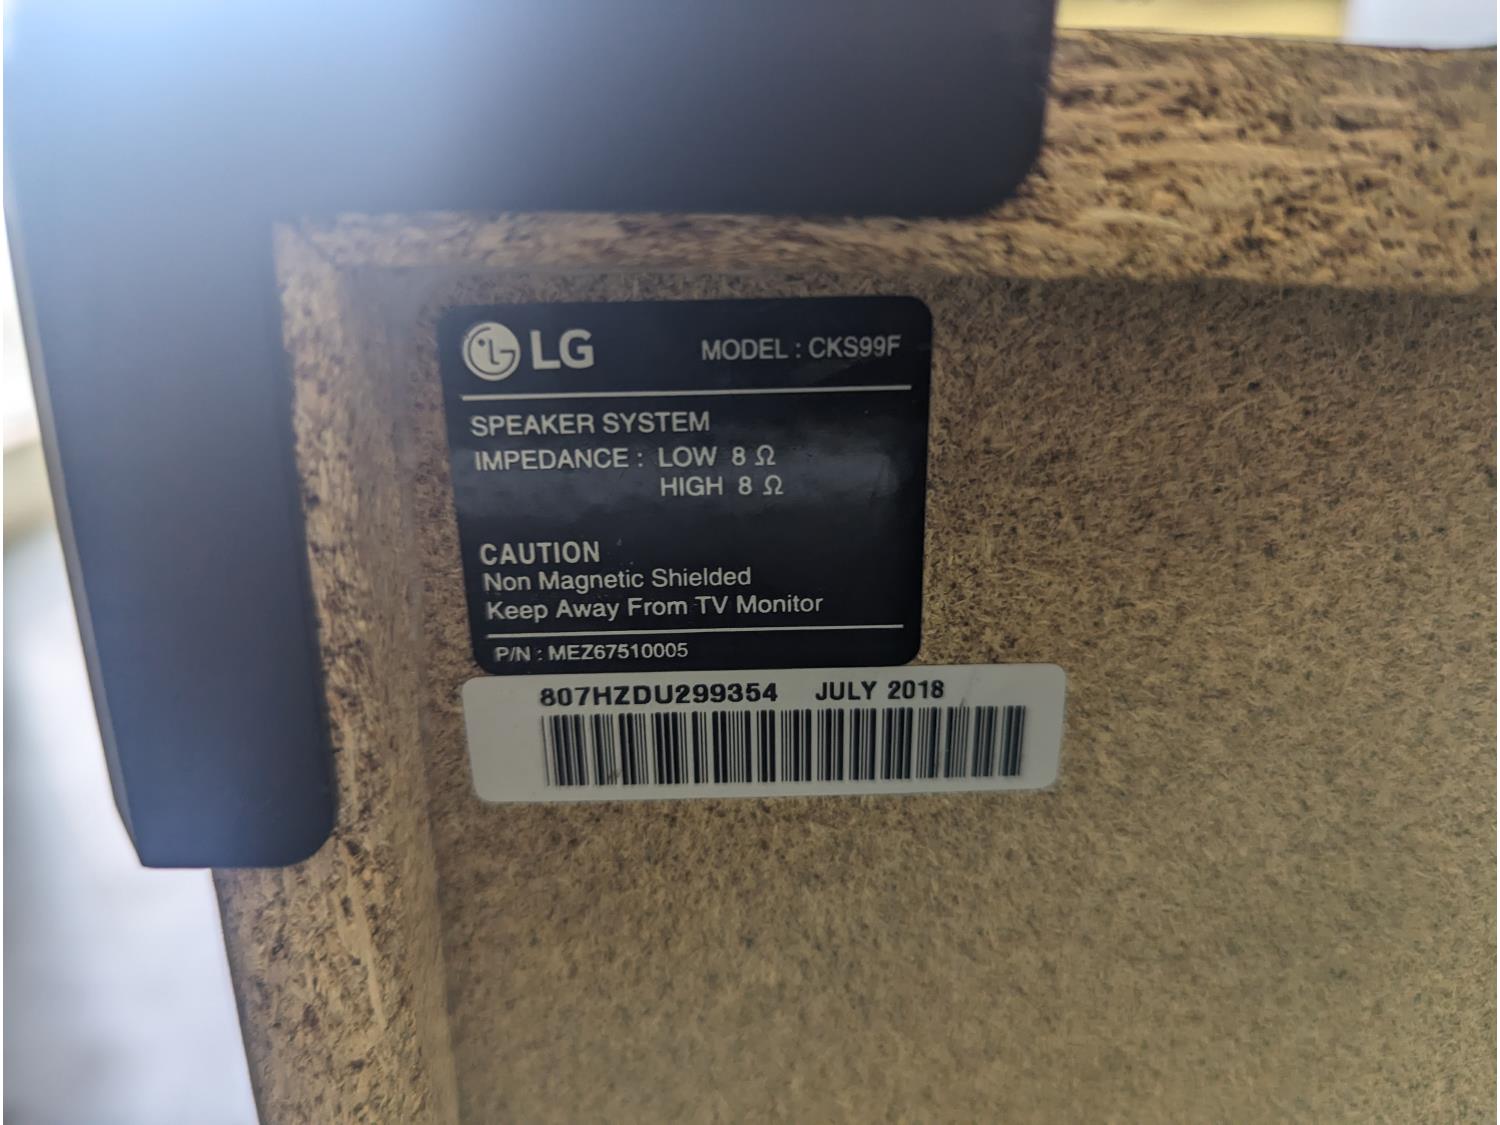 LG MODEL : CKS99F
SPEAKER SYSTEM
IMPEDANCE : LOW 8 Ω
HIGH 8 Ω
CAUTION
Non Magnetic Shielded
Keep Away From TV Monitor
P/N : MEZ67510005
807HZDU299354 JULY 2018